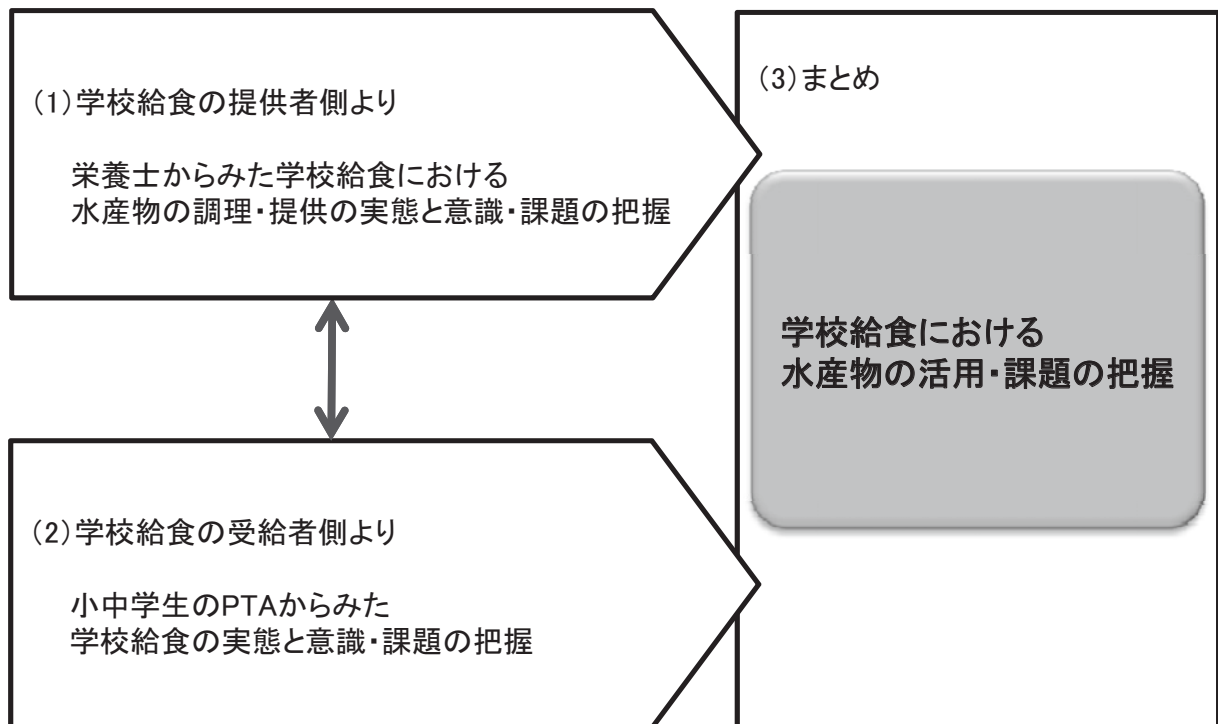 (1)学校給食の提供者側より
栄養士からみた学校給食における
水産物の調理・提供の実態と意識・課題の把握
(2)学校給食の受給者側より
小中学生のPTAからみた
学校給食の実態と意識・課題の把握
(3)まとめ
学校給食における
水産物の活用・課題の把握